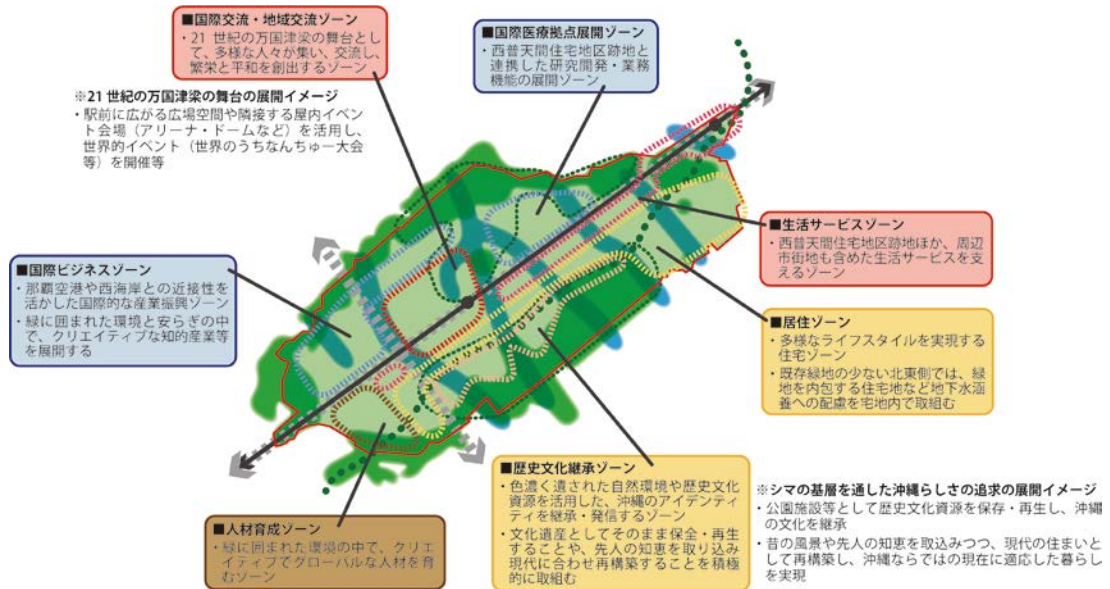 ■国際交流・地域交流ゾーン
・21 世紀の万国津梁の舞台とし
て、多様な人々が集い、交流し、
繁栄と平和を創出するゾーン
※21 世紀の万国津梁の舞台の展開イメージ
・駅前に広がる広場空間や隣接する屋内イベ
ント会場（アリーナ・ドームなど）を活用し、
世界的イベント（世界のうちなんちゅー大会
等）を開催等
■国際医療拠点展開ゾーン
・西普天間住宅地区跡地と
連携した研究開発・業務
機能の展開ゾーン
■国際ビジネスゾーン
・那覇空港や西海岸との近接性を
活かした国際的な産業振興ゾーン
・緑に囲まれた環境と安らぎの中
で、クリエイティブな知的産業等
を展開する
■生活サービスゾーン
・西普天間住宅地区跡地ほか、周辺
市街地も含めた生活サービスを支
えるゾーン
■居住ゾーン
・多様なライフスタイルを実現する
住宅ゾーン
・既存緑地の少ない北東側では、緑
地を内包する住宅地など地下水涵
養への配慮を宅地内で取組む
■人材育成ゾーン
・緑に囲まれた環境の中で、クリエ
イティブでグローバルな人材を育
むゾーン
■歴史文化継承ゾーン
・色濃く遺された自然環境や歴史文化
資源を活用した、沖縄のアイデンティ
ティを継承・発信するゾーン
・文化遺産としてそのまま保全・再生
することや、先人の知恵を取り込み
現代に合わせ再構築することを積極
的に取組む
※シマの基層を通した沖縄らしさの追求の展開イメージ
・公園施設等として歴史文化資源を保存・再生し、沖縄
の文化を継承
・昔の風景や先人の知恵を取込みつつ、現代の住まいと
して再構築し、沖縄ならではの現在に適応した暮らし
を実現